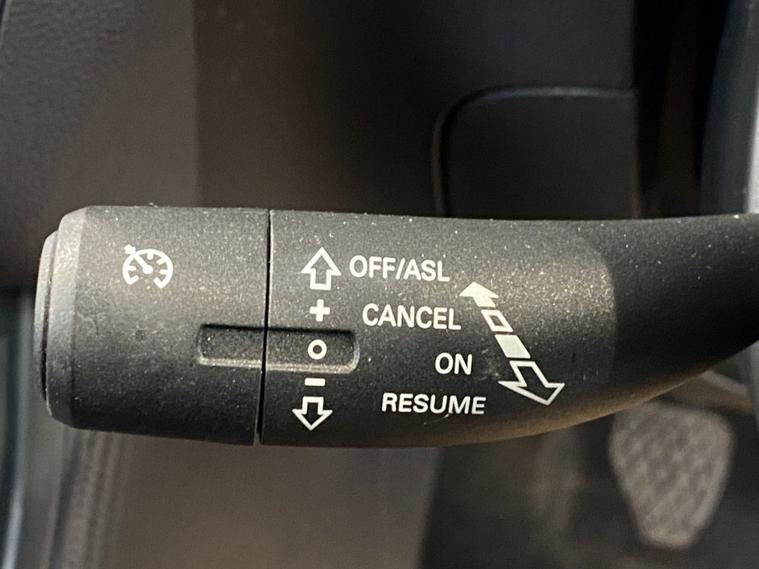 OFF/ASL
+
CANCEL
O
ON
−
RESUME